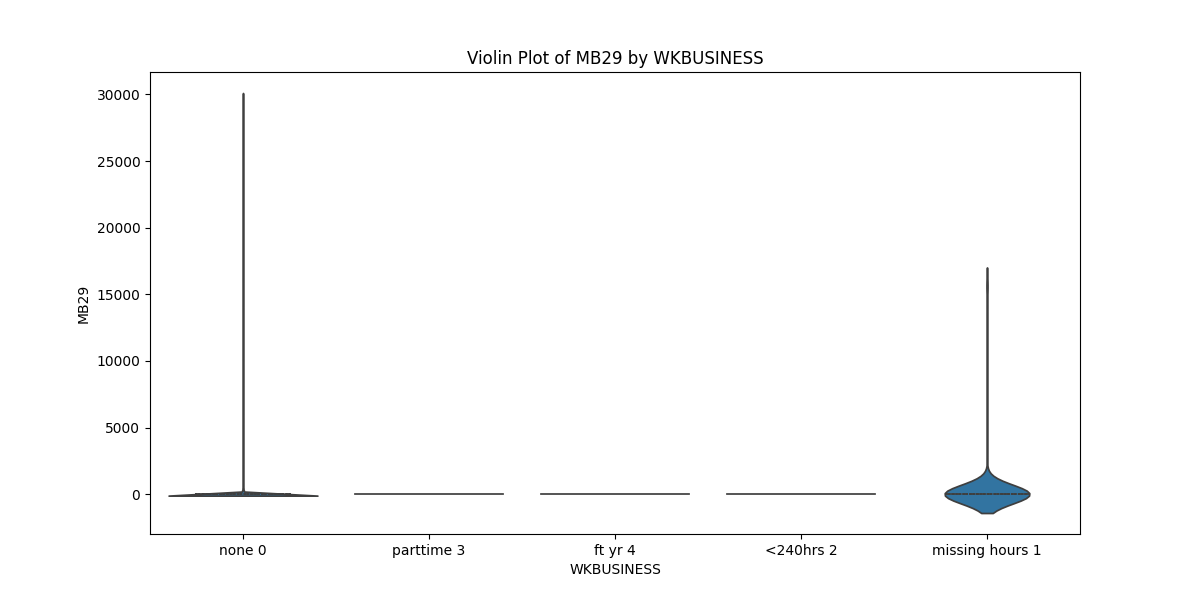 Violin Plot of MB29 by WKBUSINESS
30000
25000
20000
15000
10000
5000
0
MB29
none 0 parttime 3 ft yr 4 <240hrs 2 missing hours 1
WKBUSINESS